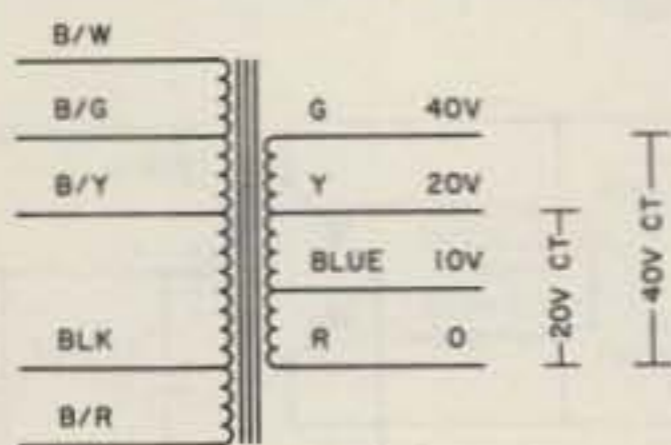 B/W
B/G
B/Y
BLK
B/R
G 40V
Y 20V
BLUE 10V
R 0
20V CT
40V CT